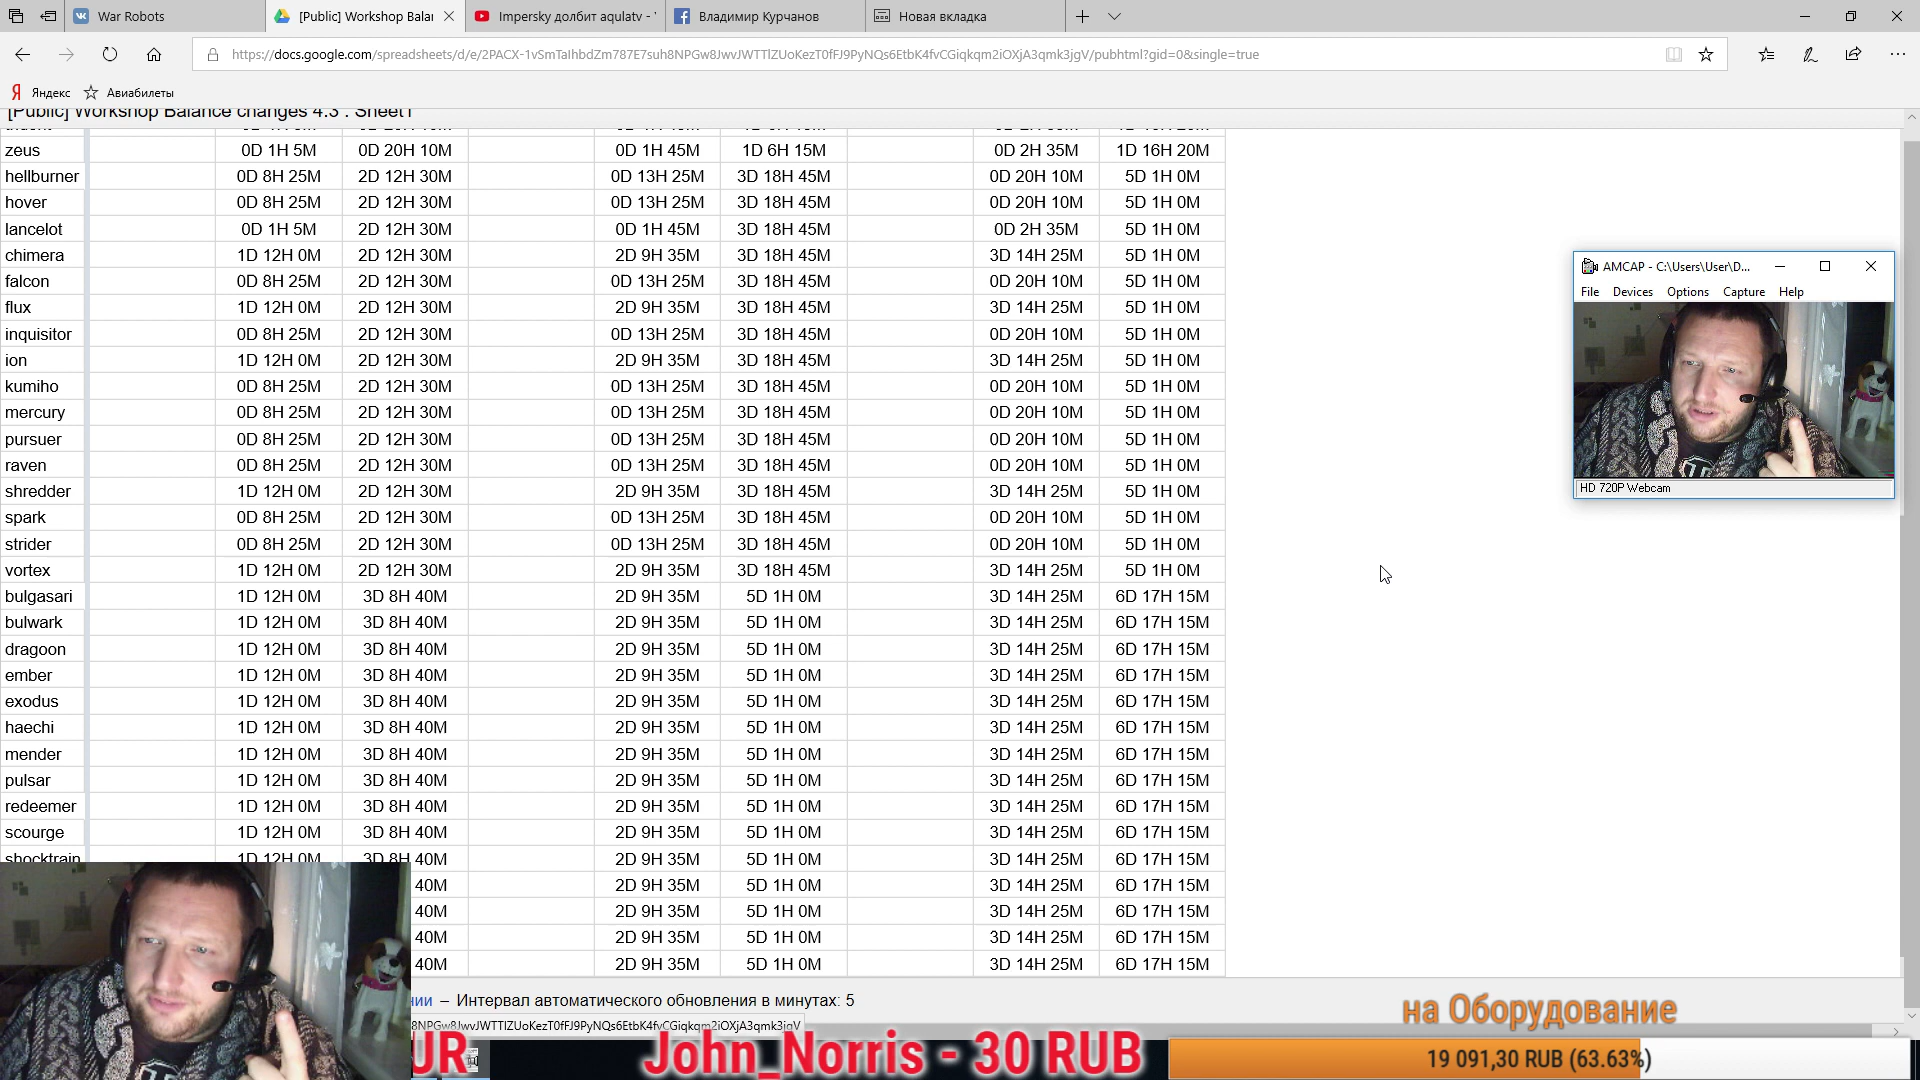 War Robots
[Public] Workshop Balan
Impersky долбит aqulatv -
Владимир Курчанов
Новая вкладка
https://docs.google.com/spreadsheets/d/e/2PACX-1vSmTaIhbdZm787E7suh8NPGw8JwvJWTTlZUoKezT0fFJ9PyNQs6EtbK4fvCGiqkqm2iOXjA3qmk3jgV/pubhtml?gid=0&single=true
Яндекс Авиабилеты
[Public] Workshop Balance changes 4.3 : Sheet1
zeus 0D 1H 5M 0D 20H 10M 0D 1H 45M 1D 6H 15M 0D 2H 35M 1D 16H 20M
hellburner 0D 8H 25M 2D 12H 30M 0D 13H 25M 3D 18H 45M 0D 20H 10M 5D 1H 0M
hover 0D 8H 25M 2D 12H 30M 0D 13H 25M 3D 18H 45M 0D 20H 10M 5D 1H 0M
lancelot 0D 1H 5M 2D 12H 30M 0D 1H 45M 3D 18H 45M 0D 2H 35M 5D 1H 0M
chimera 1D 12H 0M 2D 12H 30M 2D 9H 35M 3D 18H 45M 3D 14H 25M 5D 1H 0M
falcon 0D 8H 25M 2D 12H 30M 0D 13H 25M 3D 18H 45M 0D 20H 10M 5D 1H 0M
flux 1D 12H 0M 2D 12H 30M 2D 9H 35M 3D 18H 45M 3D 14H 25M 5D 1H 0M
inquisitor 0D 8H 25M 2D 12H 30M 0D 13H 25M 3D 18H 45M 0D 20H 10M 5D 1H 0M
ion 1D 12H 0M 2D 12H 30M 2D 9H 35M 3D 18H 45M 3D 14H 25M 5D 1H 0M
kumiho 0D 8H 25M 2D 12H 30M 0D 13H 25M 3D 18H 45M 0D 20H 10M 5D 1H 0M
mercury 0D 8H 25M 2D 12H 30M 0D 13H 25M 3D 18H 45M 0D 20H 10M 5D 1H 0M
pursuer 0D 8H 25M 2D 12H 30M 0D 13H 25M 3D 18H 45M 0D 20H 10M 5D 1H 0M
raven 0D 8H 25M 2D 12H 30M 0D 13H 25M 3D 18H 45M 0D 20H 10M 5D 1H 0M
shredder 1D 12H 0M 2D 12H 30M 2D 9H 35M 3D 18H 45M 3D 14H 25M 5D 1H 0M
spark 0D 8H 25M 2D 12H 30M 0D 13H 25M 3D 18H 45M 0D 20H 10M 5D 1H 0M
strider 0D 8H 25M 2D 12H 30M 0D 13H 25M 3D 18H 45M 0D 20H 10M 5D 1H 0M
vortex 1D 12H 0M 2D 12H 30M 2D 9H 35M 3D 18H 45M 3D 14H 25M 5D 1H 0M
bulgasari 1D 12H 0M 3D 8H 40M 2D 9H 35M 5D 1H 0M 3D 14H 25M 6D 17H 15M
bulwark 1D 12H 0M 3D 8H 40M 2D 9H 35M 5D 1H 0M 3D 14H 25M 6D 17H 15M
dragoon 1D 12H 0M 3D 8H 40M 2D 9H 35M 5D 1H 0M 3D 14H 25M 6D 17H 15M
ember 1D 12H 0M 3D 8H 40M 2D 9H 35M 5D 1H 0M 3D 14H 25M 6D 17H 15M
exodus 1D 12H 0M 3D 8H 40M 2D 9H 35M 5D 1H 0M 3D 14H 25M 6D 17H 15M
haechi 1D 12H 0M 3D 8H 40M 2D 9H 35M 5D 1H 0M 3D 14H 25M 6D 17H 15M
mender 1D 12H 0M 3D 8H 40M 2D 9H 35M 5D 1H 0M 3D 14H 25M 6D 17H 15M
pulsar 1D 12H 0M 3D 8H 40M 2D 9H 35M 5D 1H 0M 3D 14H 25M 6D 17H 15M
redeemer 1D 12H 0M 3D 8H 40M 2D 9H 35M 5D 1H 0M 3D 14H 25M 6D 17H 15M
scourge 1D 12H 0M 3D 8H 40M 2D 9H 35M 5D 1H 0M 3D 14H 25M 6D 17H 15M
shocktrain 1D 12H 0M 3D 8H 40M 2D 9H 35M 5D 1H 0M 3D 14H 25M 6D 17H 15M
40M 2D 9H 35M 5D 1H 0M 3D 14H 25M 6D 17H 15M
40M 2D 9H 35M 5D 1H 0M 3D 14H 25M 6D 17H 15M
40M 2D 9H 35M 5D 1H 0M 3D 14H 25M 6D 17H 15M
40M 2D 9H 35M 5D 1H 0M 3D 14H 25M 6D 17H 15M
AMCAP - C:\Users\User\D...
File Devices Options Capture Help
HD 720P Webcam
нии – Интервал автоматического обновления в минутах: 5
8NPGw8JwvJWTTlZUoKezT0fFJ9PyNQs6EtbK4fvCGiqkqm2iOXjA3qmk3jgV
UR John_Norris - 30 RUB
на Оборудование
19 091,30 RUB (63.63%)